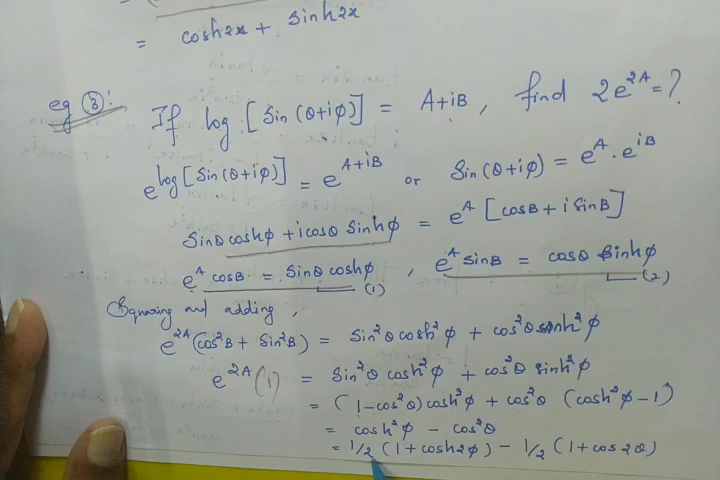 = cosh2x + sinh2x
eg ③:
If log [Sin (θ+iφ)] = A+iB, find 2e^2A = ?
e^log[Sin(θ+iφ)] = e^A+iB or Sin(θ+iφ) = e^A . e^iB
Sinθ coshφ + i cosθ Sinhφ = e^A [cosB + i SinB]
e^A cosB = Sinθ coshφ (1) , e^A SinB = cosθ Sinhφ (2)
Squaring and adding,
e^2A (cos²B + Sin²B) = Sin²θ cosh²φ + cos²θ sinh²φ
e^2A (1) = Sin²θ cosh²φ + cos²θ sinh²φ
= (1-cos²θ) cosh²φ + cos²θ (cosh²φ - 1)
= cosh²φ - cos²θ
= 1/2 (1+cosh2φ) - 1/2 (1+cos2θ)